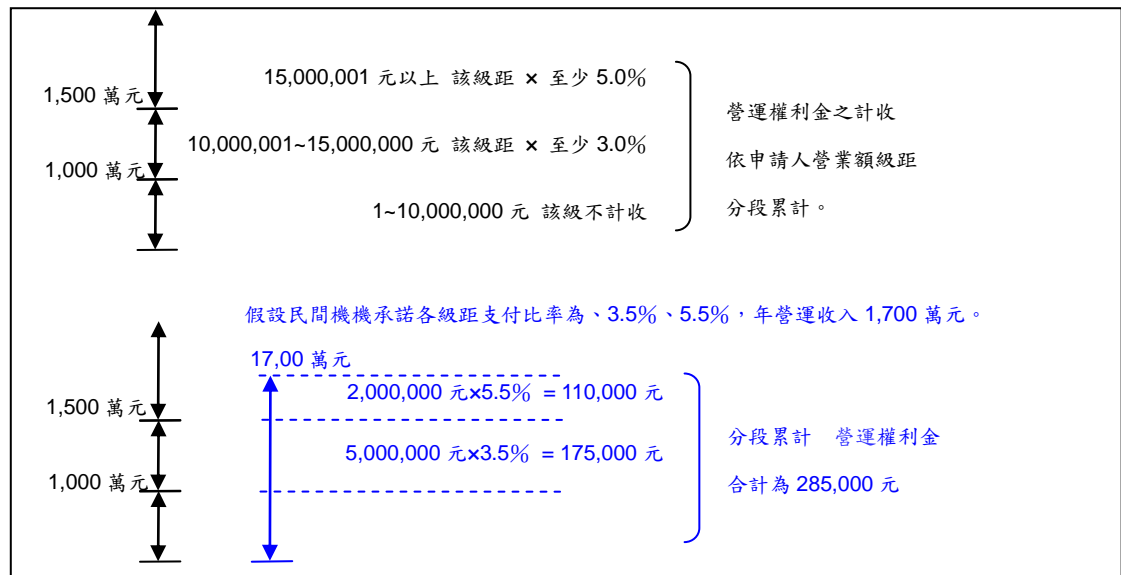 15,000,001 元以上 該級距 × 至少 5.0%
1,500 萬元
10,000,001~15,000,000 元 該級距 × 至少 3.0%
1,000 萬元
1~10,000,000 元 該級不計收
營運權利金之計收
依申請人營業額級距
分段累計。
假設民間機機承諾各級距支付比率為、3.5%、5.5%，年營運收入 1,700 萬元。
17,00 萬元
2,000,000 元×5.5% = 110,000 元
1,500 萬元
5,000,000 元×3.5% = 175,000 元
1,000 萬元
分段累計 營運權利金
合計為 285,000 元